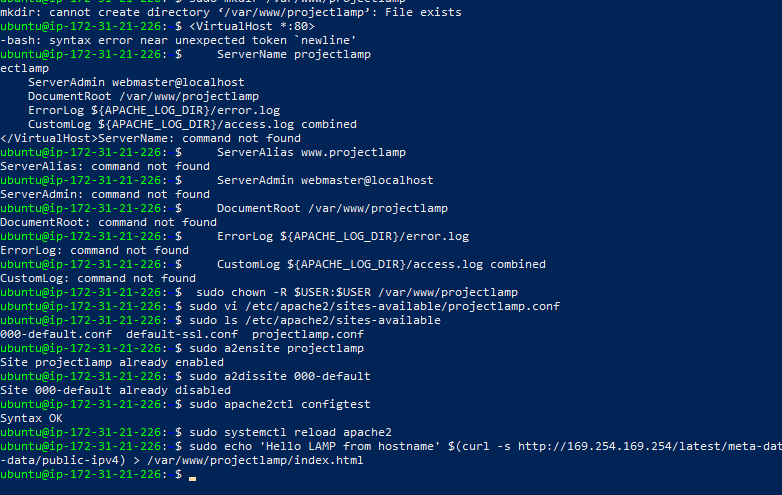 mkdir: cannot create directory ‘/var/www/projectlamp’: File exists
ubuntu@ip-172-31-21-226: $ <VirtualHost *:80>
-bash: syntax error near unexpected token `newline'
ubuntu@ip-172-31-21-226: $     ServerName projectlamp
ectlamp
    ServerAdmin webmaster@localhost
    DocumentRoot /var/www/projectlamp
    ErrorLog ${APACHE_LOG_DIR}/error.log
    CustomLog ${APACHE_LOG_DIR}/access.log combined
</VirtualHost>ServerName: command not found
ubuntu@ip-172-31-21-226: $     ServerAlias www.projectlamp
ServerAlias: command not found
ubuntu@ip-172-31-21-226: $     ServerAdmin webmaster@localhost
ServerAdmin: command not found
ubuntu@ip-172-31-21-226: $     DocumentRoot /var/www/projectlamp
DocumentRoot: command not found
ubuntu@ip-172-31-21-226: $     ErrorLog ${APACHE_LOG_DIR}/error.log
ErrorLog: command not found
ubuntu@ip-172-31-21-226: $     CustomLog ${APACHE_LOG_DIR}/access.log combined
CustomLog: command not found
ubuntu@ip-172-31-21-226: $  sudo chown -R $USER:$USER /var/www/projectlamp
ubuntu@ip-172-31-21-226: $ sudo vi /etc/apache2/sites-available/projectlamp.conf
ubuntu@ip-172-31-21-226: $ sudo ls /etc/apache2/sites-available
000-default.conf  default-ssl.conf  projectlamp.conf
ubuntu@ip-172-31-21-226: $ sudo a2ensite projectlamp
Site projectlamp already enabled
ubuntu@ip-172-31-21-226: $ sudo a2dissite 000-default
Site 000-default already disabled
ubuntu@ip-172-31-21-226: $ sudo apache2ctl configtest
Syntax OK
ubuntu@ip-172-31-21-226: $ sudo systemctl reload apache2
ubuntu@ip-172-31-21-226: $ sudo echo 'Hello LAMP from hostname' $(curl -s http://169.254.169.254/latest/meta-dat
-data/public-ipv4) > /var/www/projectlamp/index.html
ubuntu@ip-172-31-21-226: $